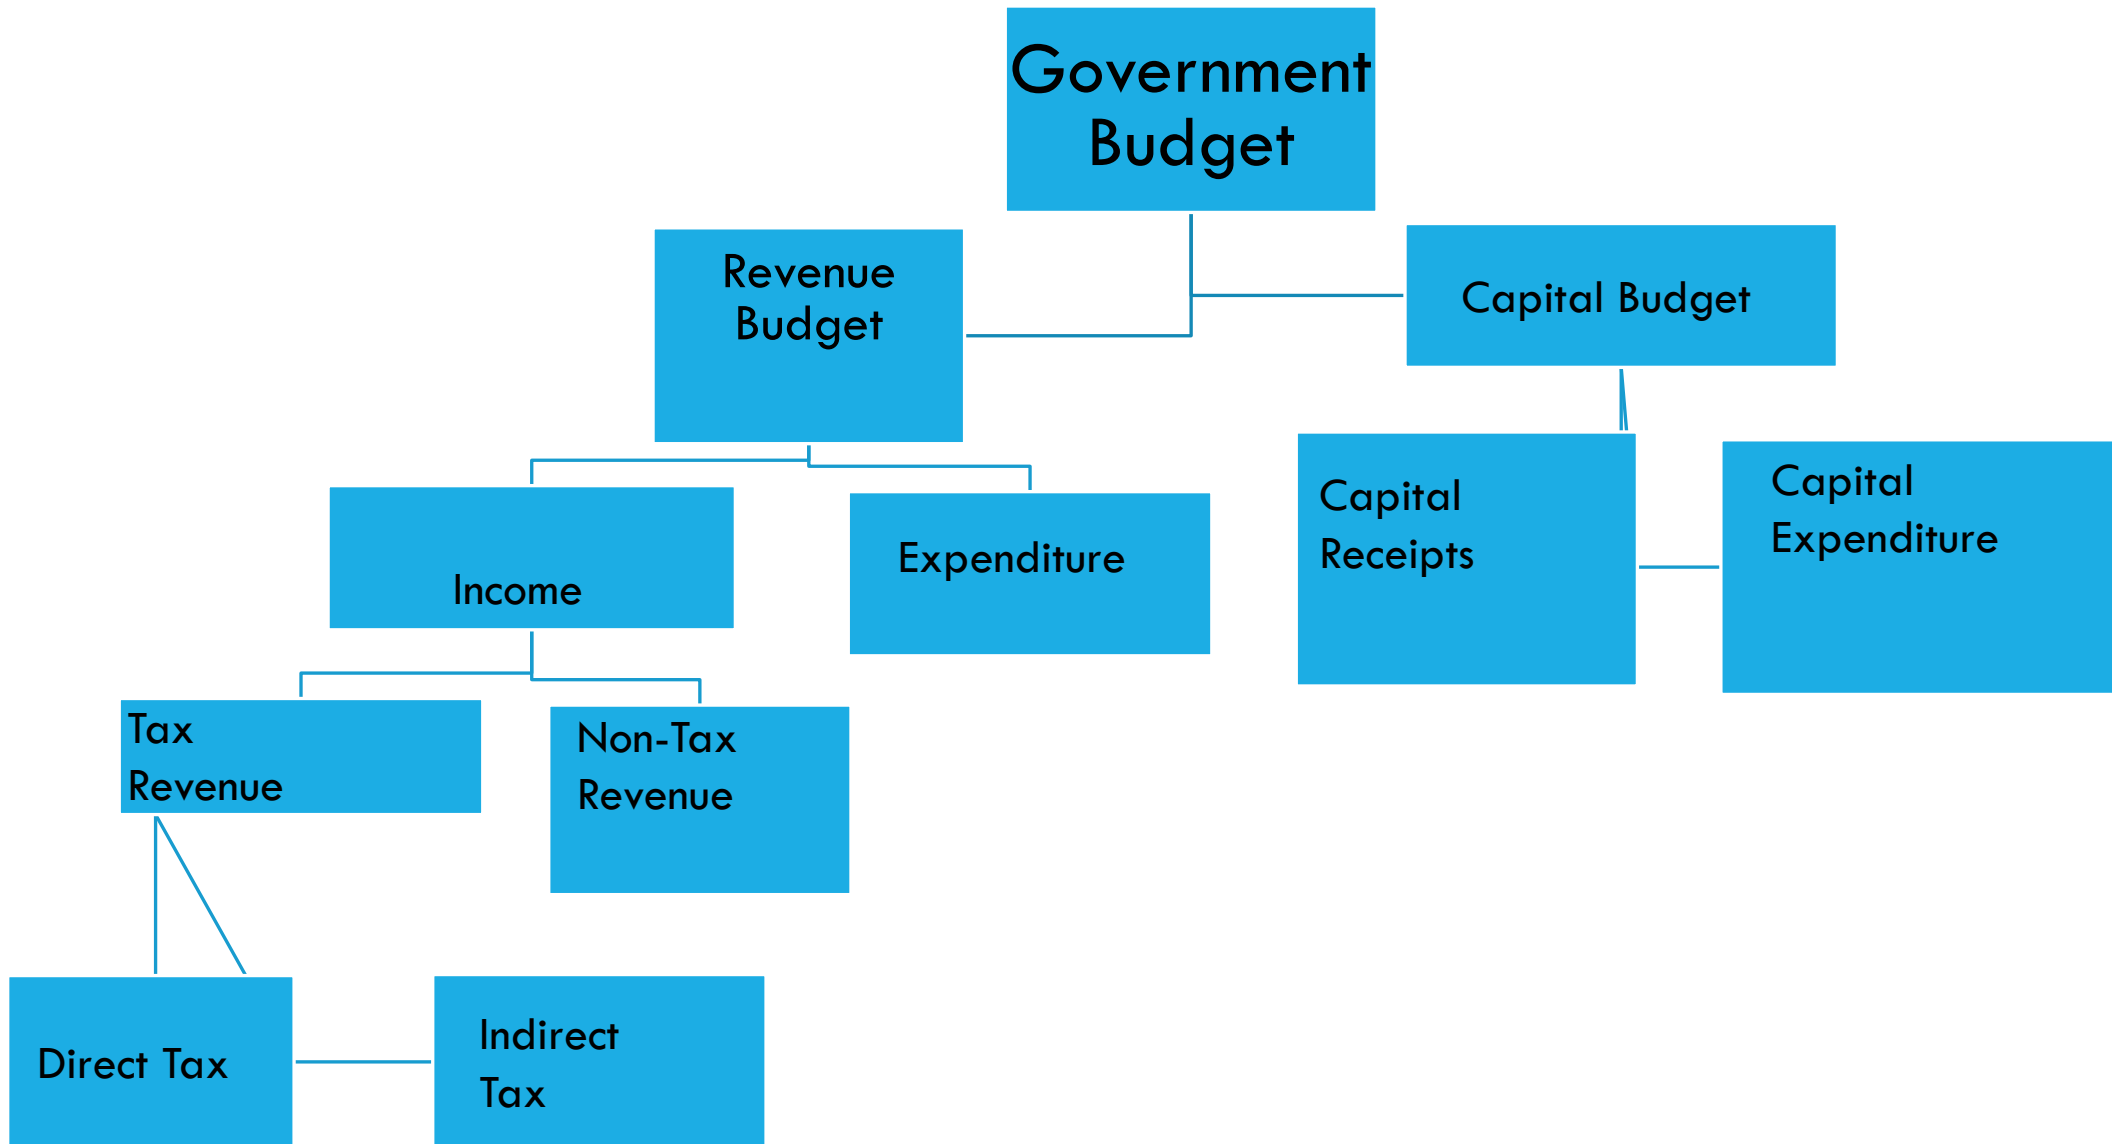 Government
Budget
Revenue
Budget
Capital Budget
Income
Expenditure
Capital
Receipts
Capital
Expenditure
Tax
Revenue
Non-Tax
Revenue
Direct Tax
Indirect
Tax